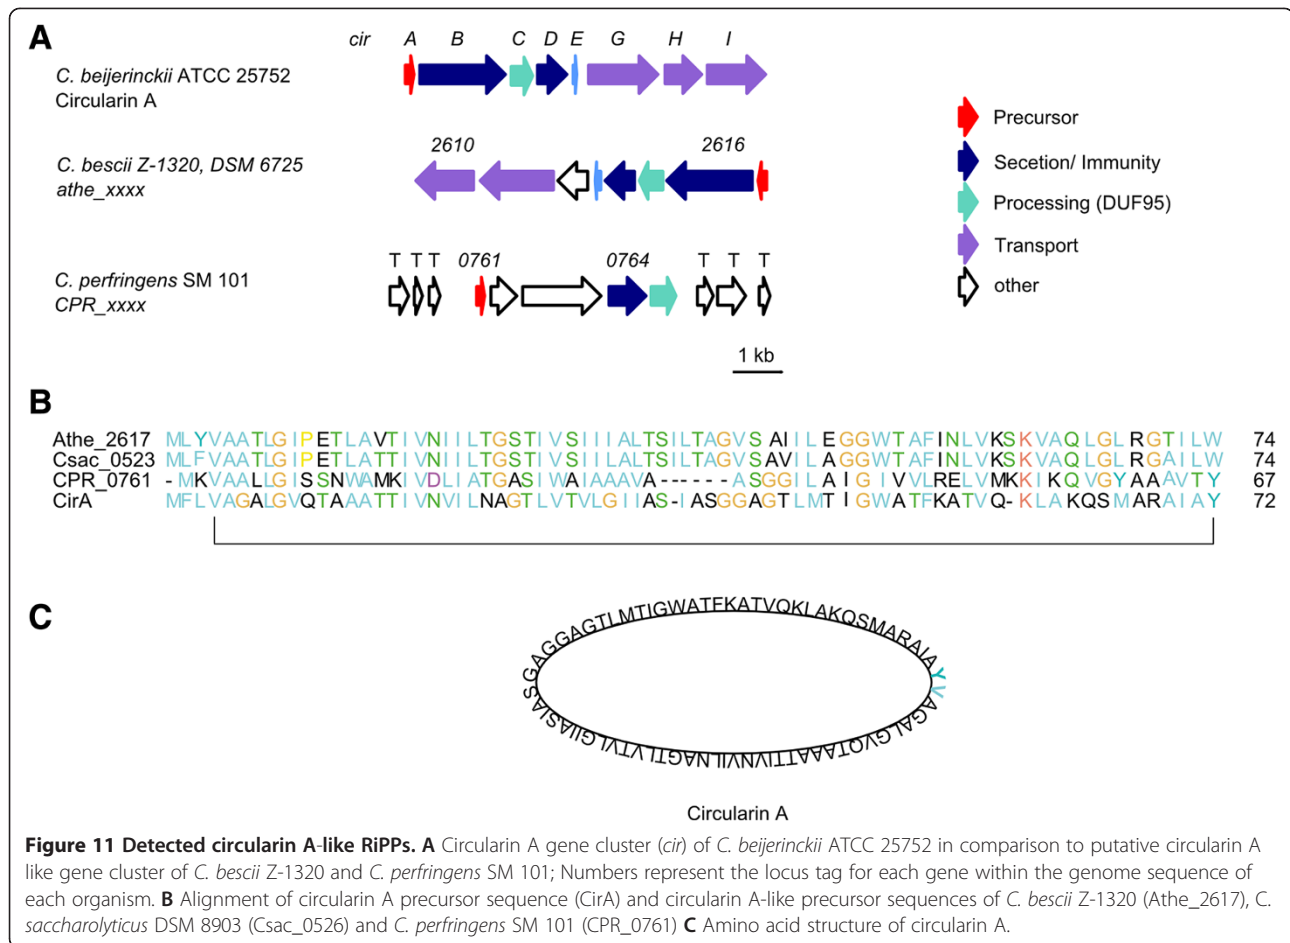 A
cir A B C D E G H I
C. beijerinckii ATCC 25752
Circularin A
2610 2616
C. bescii Z-1320, DSM 6725
athe_xxxx
T T T 0761 0764 T T T
C. perfringens SM 101
CPR_xxxx
1 kb
Precursor
Secetion/ Immunity
Processing (DUF95)
Transport
other
B
Athe_2617 MLYVAATLGIPETLAVTIVNIILTGSTIVSIIIALTSILTAGVSAIILEGGWTAFINLVKSKVAQLGLRGTILW 74
Csac_0523 MLFVAATLGIPETLATTIVNIILTGSTIVSIILALTSILTAGVSAVILAGGWTAFINLVKSKVAQLGLRGAILW 74
CPR_0761 -MKVAALLGISSNWAMKIVDLIATGASIWAIAAAVA------ASGGILAIGIVVLRELVMKKIKQVGYAAAVTY 67
CirA MFLVAGALGVQTAAATTIVNVILNAGTLVTVLGIIAS-IASGGAGTLMTIGWATFKATVQ-KLAKQSMARAIAY 72
C
VAGALGVQTAAATTIVNVILNAGTLVTVLGIIASIASGGAGTLMTIGWATFKATVQKLAKQSMARAIAY
Circularin A
Figure 11 Detected circularin A-like RiPPs. A Circularin A gene cluster (cir) of C. beijerinckii ATCC 25752 in comparison to putative circularin A
like gene cluster of C. bescii Z-1320 and C. perfringens SM 101; Numbers represent the locus tag for each gene within the genome sequence of
each organism. B Alignment of circularin A precursor sequence (CirA) and circularin A-like precursor sequences of C. bescii Z-1320 (Athe_2617), C.
saccharolyticus DSM 8903 (Csac_0526) and C. perfringens SM 101 (CPR_0761) C Amino acid structure of circularin A.